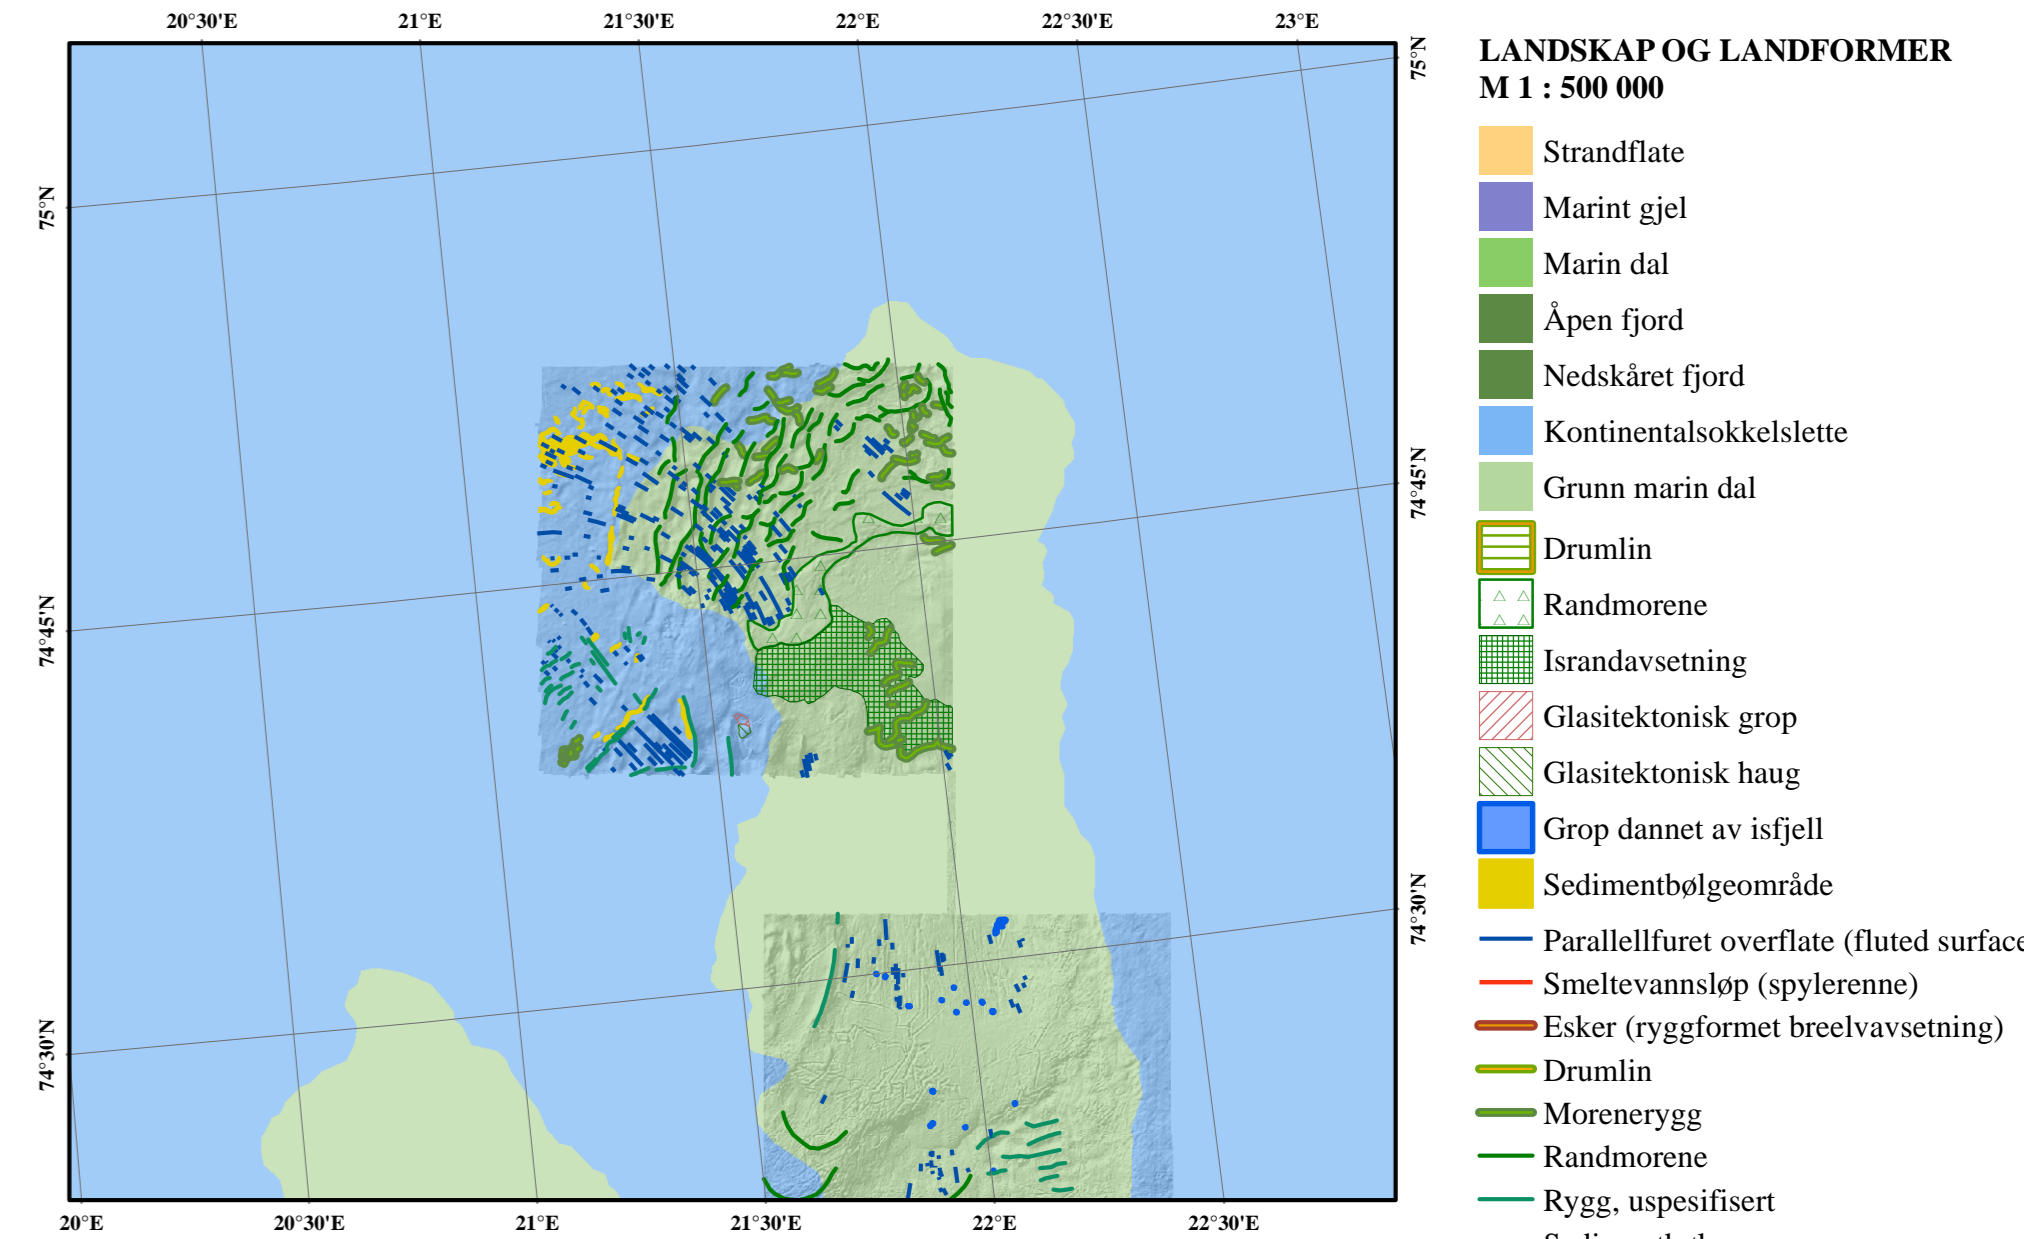 20°30'E 21°E 21°30'E 22°E 22°30'E 23°E
75°N
75°N
74°45'N
74°45'N
74°30'N
74°30'N
20°E 20°30'E 21°E 21°30'E 22°E 22°30'E
LANDSKAP OG LANDFORMER
M 1 : 500 000
Strandflate
Marint gjel
Marin dal
Åpen fjord
Nedskåret fjord
Kontinentalsokkelslette
Grunn marin dal
Drumlin
Randmorene
Israndavsetning
Glasitektonisk grop
Glasitektonisk haug
Grop dannet av isfjell
Sedimentbølgeområde
Parallellfuret overflate (fluted surface
Smeltevannsløp (spylerenne)
Esker (ryggformet breelvavsetning)
Drumlin
Morenerygg
Randmorene
Rygg, uspesifisert